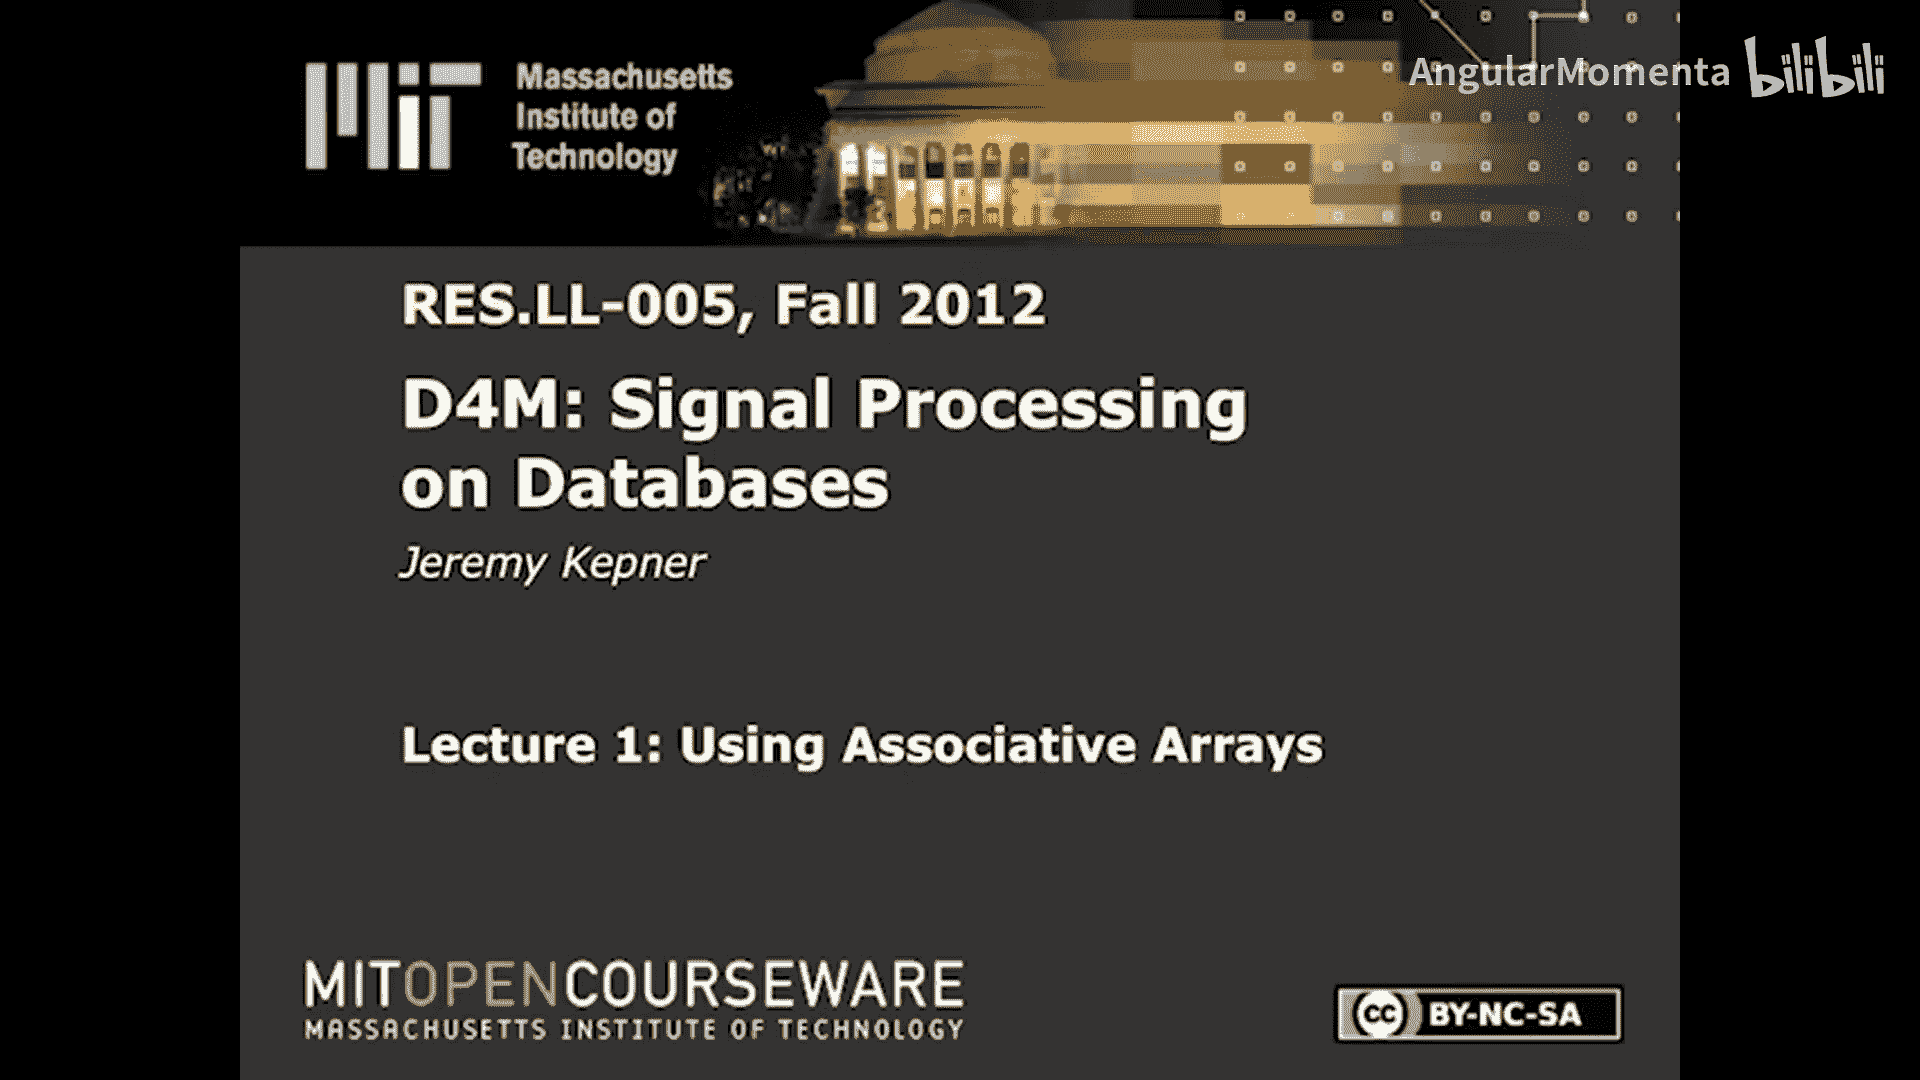 MIT
Massachusetts
Institute of
Technology
AngularMomenta bilibili
RES.LL-005, Fall 2012
D4M: Signal Processing
on Databases
Jeremy Kepner
Lecture 1: Using Associative Arrays
MITOPENCOURSEWARE
MASSACHUSETTS INSTITUTE OF TECHNOLOGY
cc BY-NC-SA